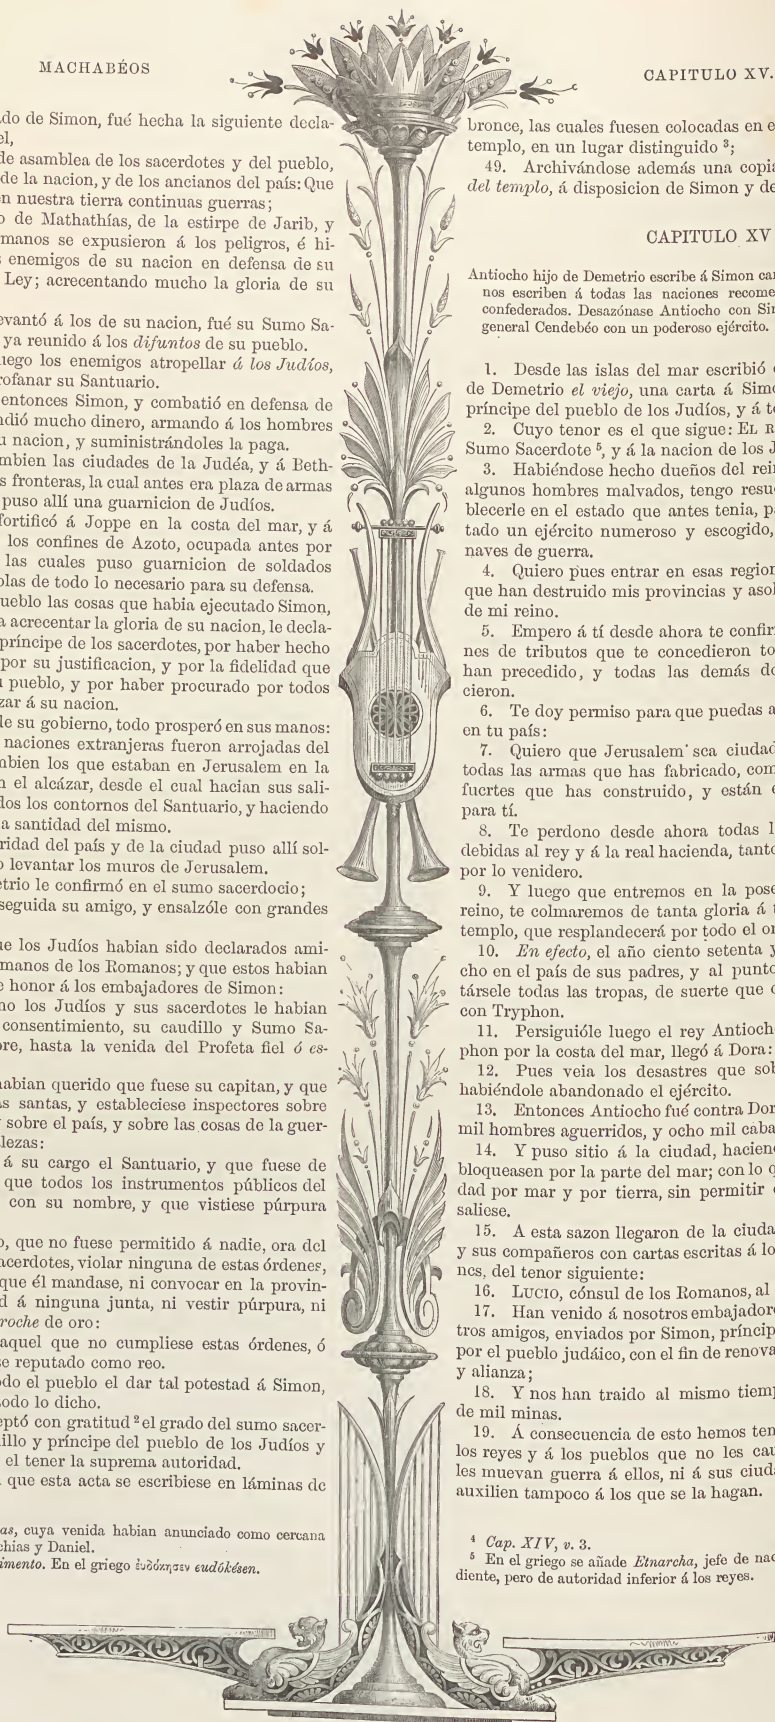 MACHABÉOS
do de Simon, fué hecha la siguiente decla-
el,
de asamblea de los sacerdotes y del pueblo,
de la nacion, y de los ancianos del país: Que
en nuestra tierra continuas guerras;
o de Mathathías, de la estirpe de Jarib, y
manos se expusieron á los peligros, é hi-
s enemigos de su nacion en defensa de su
Ley; acrecentando mucho la gloria de su
evantó á los de su nacion, fué su Sumo Sa-
ya reunido á los difuntos de su pueblo.
uego los enemigos atropellar á los Judíos,
rofanar su Santuario.
entonces Simon, y combatió en defensa de
ndió mucho dinero, armando á los hombres
u nacion, y suministrándoles la paga.
mbien las ciudades de la Judéa, y á Beth-
s fronteras, la cual antes era plaza de armas
puso allí una guarnicion de Judíos.
fortificó á Joppe en la costa del mar, y á
los confines de Azoto, ocupada antes por
las cuales puso guarnicion de soldados
olas de todo lo necesario para su defensa.
ueblo las cosas que habia ejecutado Simon,
a acrecentar la gloria de su nacion, le decla-
príncipe de los sacerdotes, por haber hecho
por su justificacion, y por la fidelidad que
u pueblo, y por haber procurado por todos
zar á su nacion.
de su gobierno, todo prosperó en sus manos:
naciones extranjeras fueron arrojadas del
mbien los que estaban en Jerusalem en la
n el alcázar, desde el cual hacian sus sali-
dos los contornos del Santuario, y haciendo
a santidad del mismo.
ridad del país y de la ciudad puso allí sol-
o levantar los muros de Jerusalem.
etrio le confirmó en el sumo sacerdocio;
seguida su amigo, y ensalzóle con grandes
ue los Judíos habian sido declarados ami-
manos de los Romanos; y que estos habian
e honor á los embajadores de Simon:
mo los Judíos y sus sacerdotes le habian
consentimiento, su caudillo y Sumo Sa-
pre, hasta la venida del Profeta fiel ó es-
habian querido que fuese su capitan, y que
as santas, y estableciese inspectores sobre
y sobre el país, y sobre las cosas de la guer-
alezas:
á su cargo el Santuario, y que fuese de
que todos los instrumentos públicos del
con su nombre, y que vistiese púrpura
o, que no fuese permitido á nadie, ora del
acerdotes, violar ninguna de estas órdenes,
que él mandase, ni convocar en la provin-
d á ninguna junta, ni vestir púrpura, ni
roche de oro:
aquel que no cumpliese estas órdenes, ó
se reputado como reo.
odo el pueblo el dar tal potestad á Simon,
todo lo dicho.
eptó con gratitud ² el grado del sumo sacer-
illo y príncipe del pueblo de los Judíos y
el tener la suprema autoridad.
que esta acta se escribiese en láminas de
as, cuya venida habian anunciado como cercana
chias y Daniel.
imento. En el griego ἐυδόκησεν eudókésen.
CAPITULO XV.
bronce, las cuales fuesen colocadas en e
templo, en un lugar distinguido ³;
49. Archivándose además una copia
del templo, á disposicion de Simon y de
CAPITULO XV
Antiocho hijo de Demetrio escribe á Simon car
nos escriben á todas las naciones recome
confederados. Desazónase Antiocho con Sim
general Cendebéo con un poderoso ejército.
1. Desde las islas del mar escribió
de Demetrio el viejo, una carta á Simo
príncipe del pueblo de los Judíos, y á to
2. Cuyo tenor es el que sigue: EL R
Sumo Sacerdote ⁵, y á la nacion de los J
3. Habiéndose hecho dueños del rein
algunos hombres malvados, tengo resue
blecerle en el estado que antes tenia, pa
tado un ejército numeroso y escogido,
naves de guerra.
4. Quiero pues entrar en esas region
que han destruido mis provincias y asol
de mi reino.
5. Empero á tí desde ahora te confirm
nes de tributos que te concedieron to
han precedido, y todas las demás do
cieron.
6. Te doy permiso para que puedas a
en tu país:
7. Quiero que Jerusalem sea ciudad
todas las armas que has fabricado, com
fuertes que has construido, y están e
para tí.
8. Te perdono desde ahora todas l
debidas al rey y á la real hacienda, tanto
por lo venidero.
9. Y luego que entremos en la pose
reino, te colmaremos de tanta gloria á t
templo, que resplandecerá por todo el or
10. En efecto, el año ciento setenta y
cho en el país de sus padres, y al punto
társele todas las tropas, de suerte que
con Tryphon.
11. Persiguióle luego el rey Antioch
phon por la costa del mar, llegó á Dora:
12. Pues veia los desastres que sob
habiéndole abandonado el ejército.
13. Entonces Antiocho fué contra Dor
mil hombres aguerridos, y ocho mil caba
14. Y puso sitio á la ciudad, haciend
bloqueasen por la parte del mar; con lo q
dad por mar y por tierra, sin permitir
saliese.
15. A esta sazon llegaron de la ciuda
y sus compañeros con cartas escritas á lo
nes, del tenor siguiente:
16. LUCIO, cónsul de los Romanos, al
17. Han venido á nosotros embajadore
tros amigos, enviados por Simon, príncip
por el pueblo judáico, con el fin de renova
y alianza;
18. Y nos han traido al mismo tiemp
de mil minas.
19. Á consecuencia de esto hemos ten
los reyes y á los pueblos que no les cau
les muevan guerra á ellos, ni á sus ciuda
auxilien tampoco á los que se la hagan.
⁴ Cap. XIV, v. 3.
⁵ En el griego se añade Etnarcha, jefe de nac
diente, pero de autoridad inferior á los reyes.